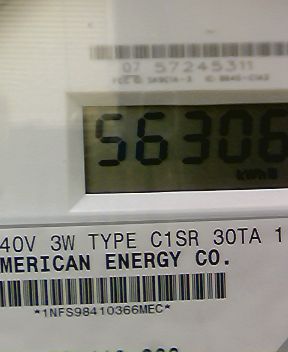 07 57245311
56306
kWh
40V 3W TYPE C1SR 30TA 1
MERICAN ENERGY CO.
*1NFS98410366MEC*